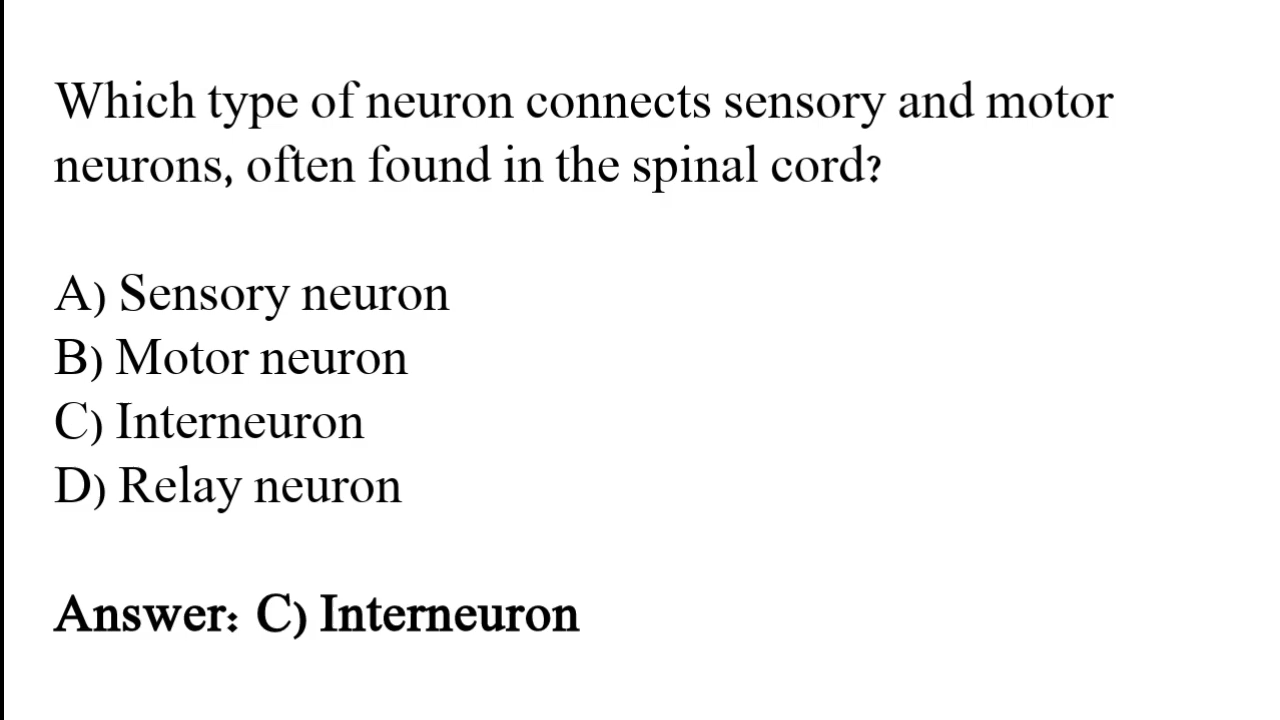 Which type of neuron connects sensory and motor
neurons, often found in the spinal cord?
A) Sensory neuron
B) Motor neuron
C) Interneuron
D) Relay neuron
Answer: C) Interneuron